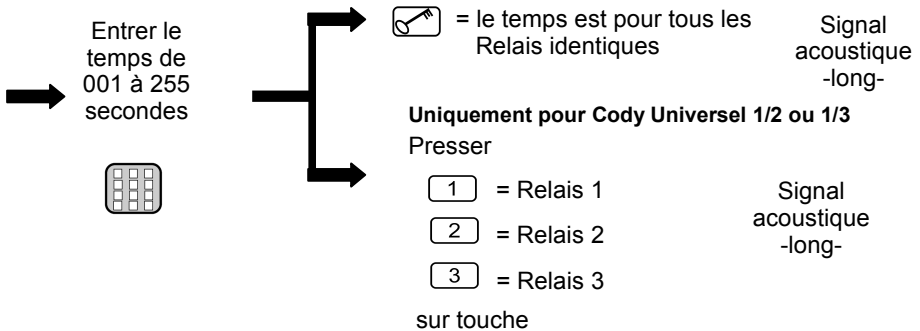 Entrer le
temps de
001 à 255
secondes
= le temps est pour tous les
Relais identiques
Signal
acoustique
-long-
Uniquement pour Cody Universel 1/2 ou 1/3
Presser
1 = Relais 1
2 = Relais 2
3 = Relais 3
sur touche
Signal
acoustique
-long-